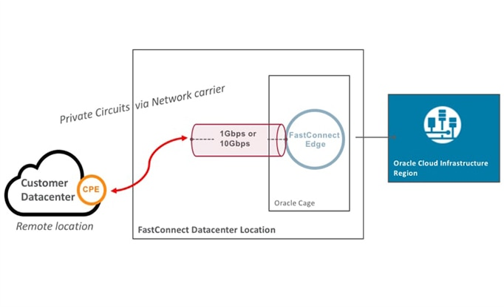 Private Circuits via Network carrier
1Gbps or
10Gbps
FastConnect
Edge
Oracle Cloud Infrastructure
Region
Customer
Datacenter
CPE
Oracle Cage
Remote location
FastConnect Datacenter Location